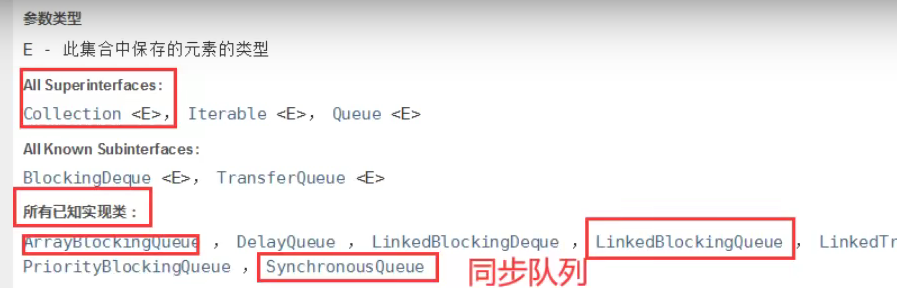 参数类型
E - 此集合中保存的元素的类型
All Superinterfaces:
Collection <E>, Iterable <E>, Queue <E>
All Known Subinterfaces:
BlockingDeque <E>, TransferQueue <E>
所有已知实现类:
ArrayBlockingQueue , DelayQueue , LinkedBlockingDeque , LinkedBlockingQueue , LinkedTr
PriorityBlockingQueue , SynchronousQueue 同步队列